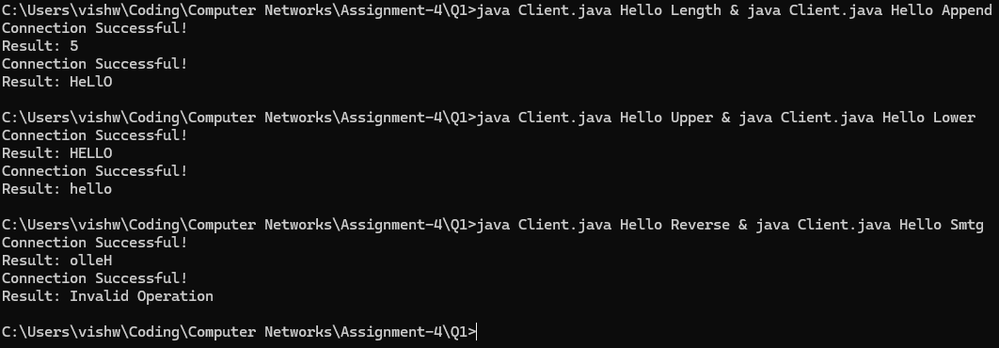 C:\Users\vishw\Coding\Computer Networks\Assignment-4\Q1>java Client.java Hello Length & java Client.java Hello Append
Connection Successful!
Result: 5
Connection Successful!
Result: HeLlO
C:\Users\vishw\Coding\Computer Networks\Assignment-4\Q1>java Client.java Hello Upper & java Client.java Hello Lower
Connection Successful!
Result: HELLO
Connection Successful!
Result: hello
C:\Users\vishw\Coding\Computer Networks\Assignment-4\Q1>java Client.java Hello Reverse & java Client.java Hello Smtg
Connection Successful!
Result: olleH
Connection Successful!
Result: Invalid Operation
C:\Users\vishw\Coding\Computer Networks\Assignment-4\Q1>